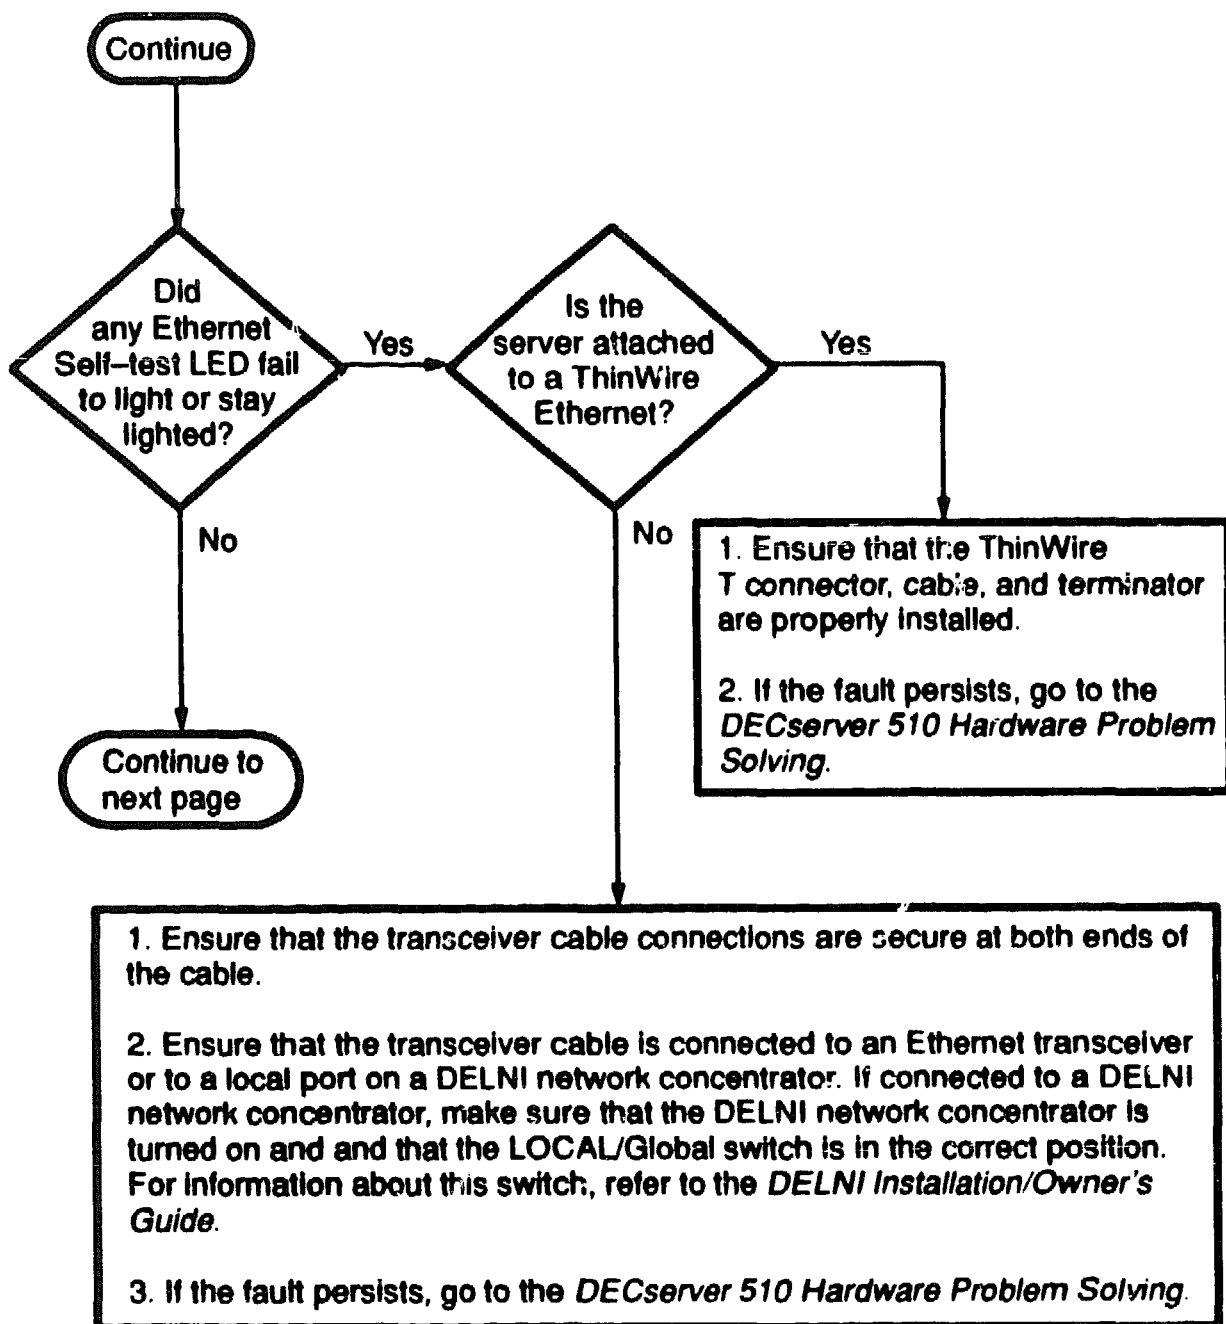 Continue
Did
any Ethernet
Self–test LED fail
to light or stay
lighted?
Yes
Is the
server attached
to a ThinWire
Ethernet?
Yes
No
No
1. Ensure that the ThinWire
T connector, cable, and terminator
are properly installed.
2. If the fault persists, go to the
DECserver 510 Hardware Problem
Solving.
Continue to
next page
1. Ensure that the transceiver cable connections are secure at both ends of
the cable.
2. Ensure that the transceiver cable is connected to an Ethernet transceiver
or to a local port on a DELNI network concentrator. If connected to a DELNI
network concentrator, make sure that the DELNI network concentrator is
turned on and and that the LOCAL/Global switch is in the correct position.
For information about this switch, refer to the DELNI Installation/Owner's
Guide.
3. If the fault persists, go to the DECserver 510 Hardware Problem Solving.